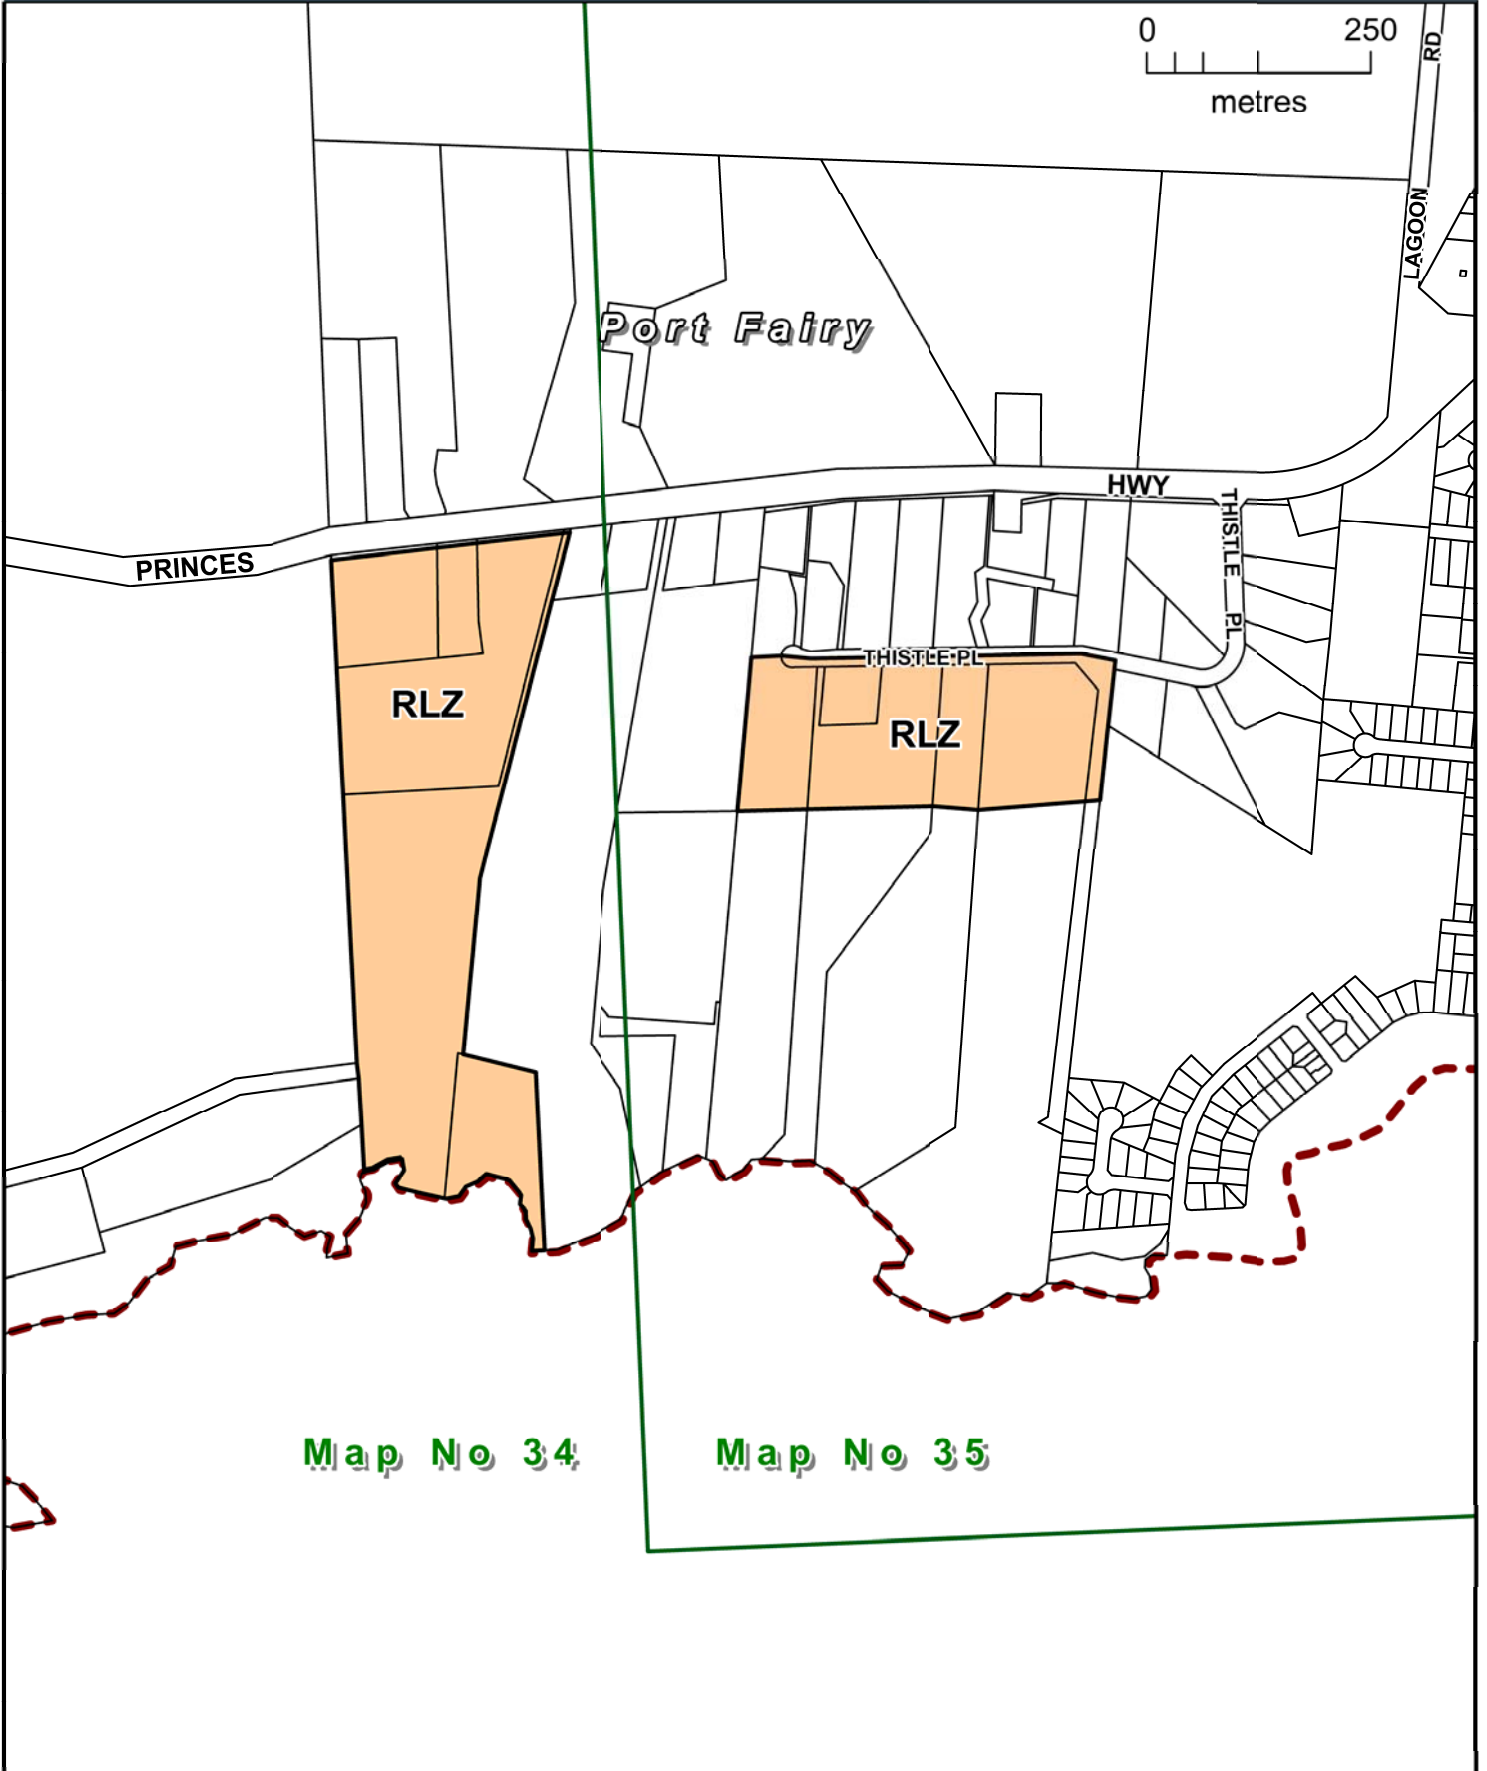 0 250
metres
RD
LAGOON
Port Fairy
HWY
THISTLE PL
PRINCES
THISTLE PL
RLZ
RLZ
Map No 34
Map No 35